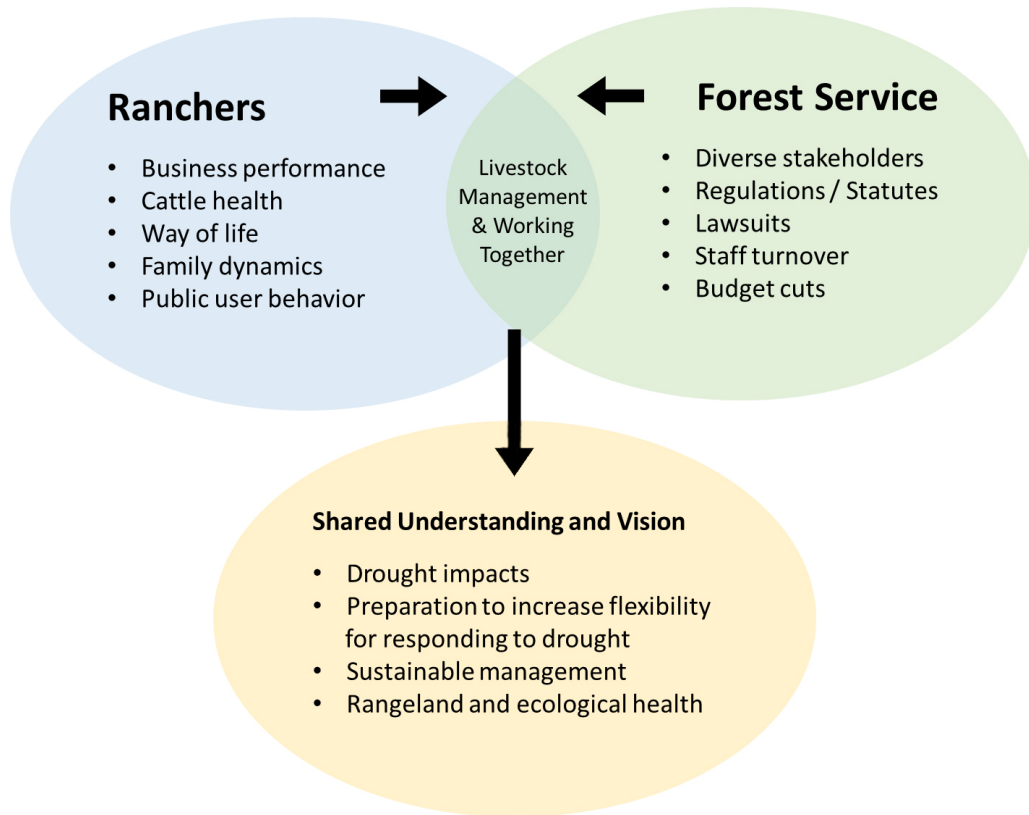 Ranchers
• Business performance
• Cattle health
• Way of life
• Family dynamics
• Public user behavior
Livestock
Management
& Working
Together
Forest Service
• Diverse stakeholders
• Regulations / Statutes
• Lawsuits
• Staff turnover
• Budget cuts
Shared Understanding and Vision
• Drought impacts
• Preparation to increase flexibility
for responding to drought
• Sustainable management
• Rangeland and ecological health